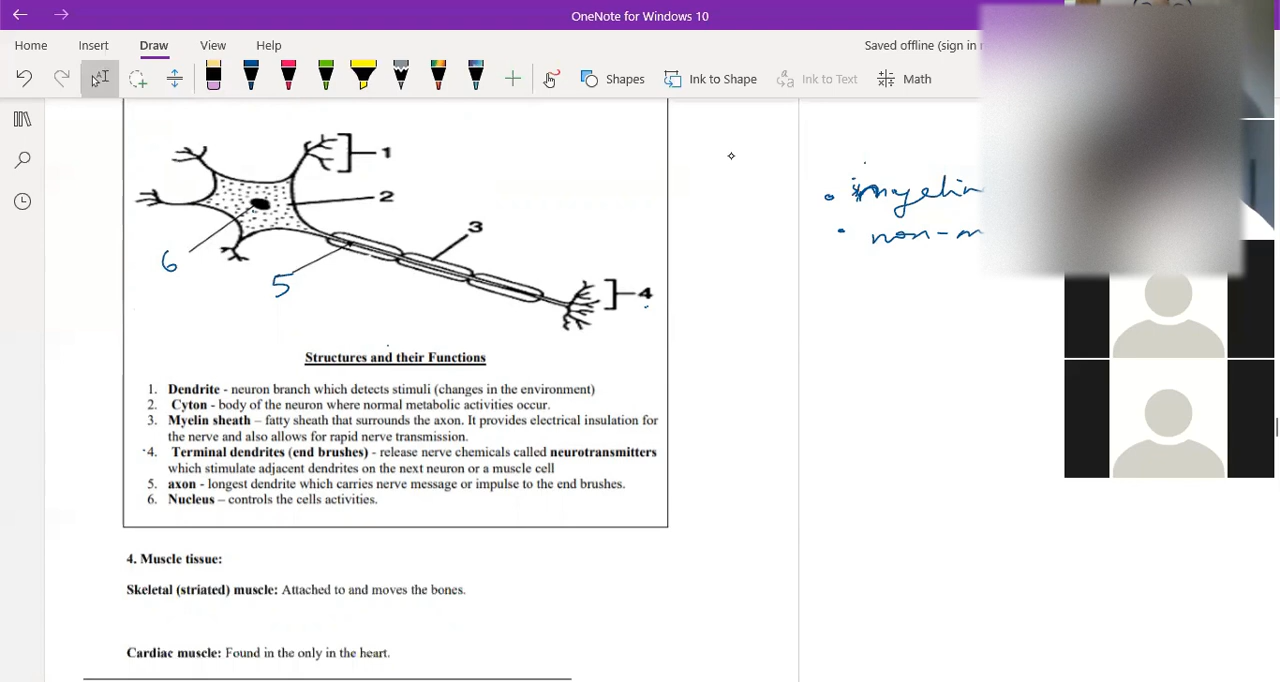 OneNote for Windows 10
Home Insert Draw View Help
Saved offline (sign in
Shapes Ink to Shape Ink to Text Math
1
2
3
4
5
6
• myelin
• non-m
Structures and their Functions
1. Dendrite - neuron branch which detects stimuli (changes in the environment)
2. Cyton - body of the neuron where normal metabolic activities occur.
3. Myelin sheath – fatty sheath that surrounds the axon. It provides electrical insulation for
the nerve and also allows for rapid nerve transmission.
4. Terminal dendrites (end brushes) - release nerve chemicals called neurotransmitters
which stimulate adjacent dendrites on the next neuron or a muscle cell
5. axon - longest dendrite which carries nerve message or impulse to the end brushes.
6. Nucleus – controls the cells activities.
4. Muscle tissue:
Skeletal (striated) muscle: Attached to and moves the bones.
Cardiac muscle: Found in the only in the heart.